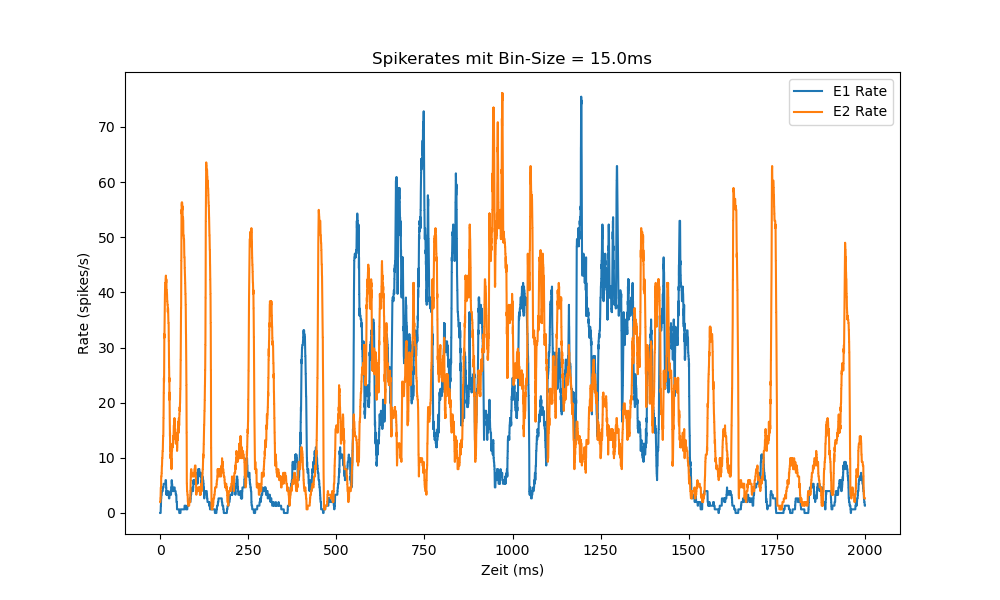 Spikerates mit Bin-Size = 15.0ms
E1 Rate
E2 Rate
Rate (spikes/s)
70
60
50
40
30
20
10
0
0 250 500 750 1000 1250 1500 1750 2000
Zeit (ms)